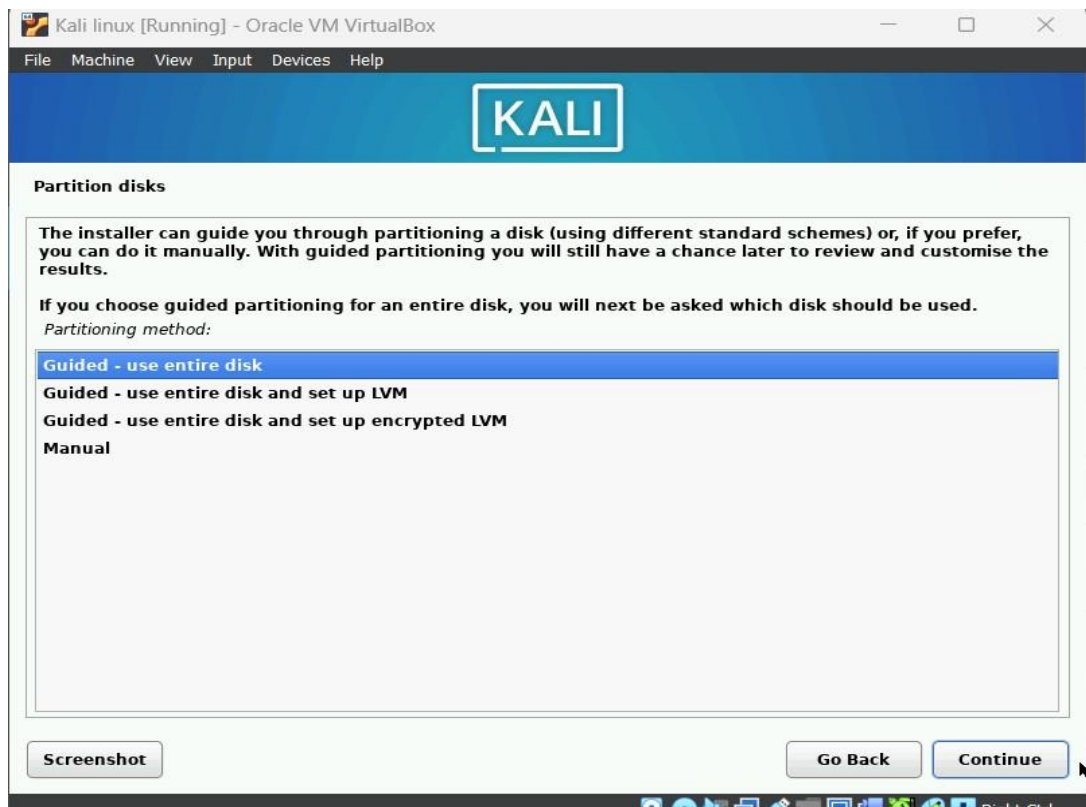 Kali linux [Running] - Oracle VM VirtualBox
File Machine View Input Devices Help
KALI
Partition disks
The installer can guide you through partitioning a disk (using different standard schemes) or, if you prefer,
you can do it manually. With guided partitioning you will still have a chance later to review and customise the
results.
If you choose guided partitioning for an entire disk, you will next be asked which disk should be used.
Partitioning method:
Guided - use entire disk
Guided - use entire disk and set up LVM
Guided - use entire disk and set up encrypted LVM
Manual
Screenshot
Go Back
Continue
Right Ctrl